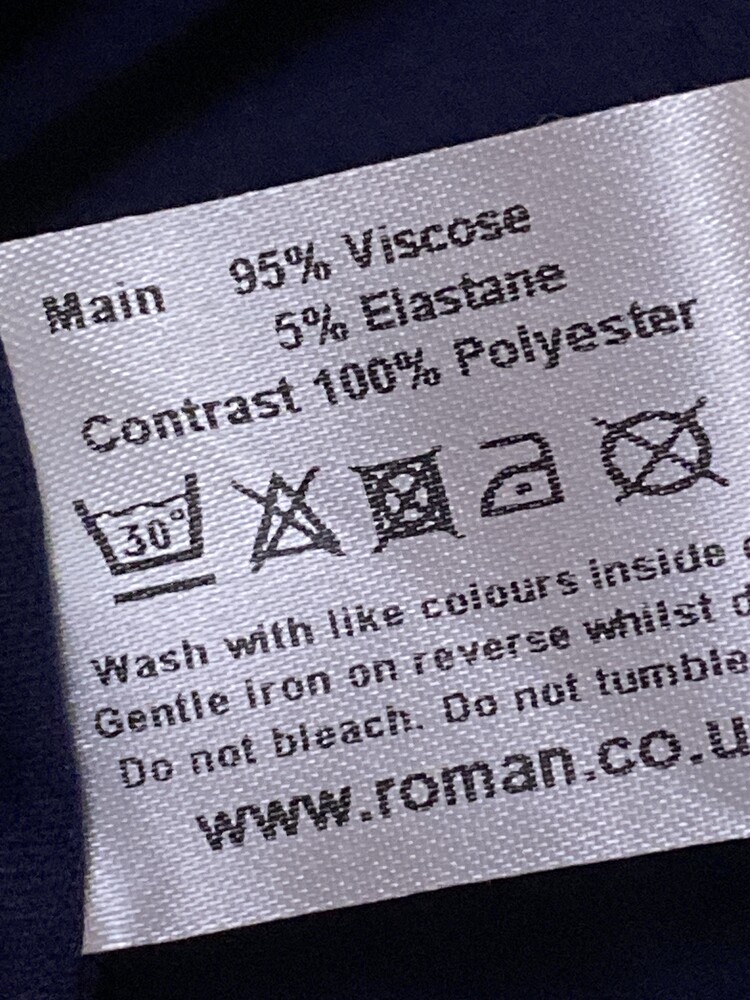 Main 95% Viscose
5% Elastane
Contrast 100% Polyester
30°
Wash with like colours inside
Gentle iron on reverse whilst
Do not bleach. Do not tumble
www.roman.co.u